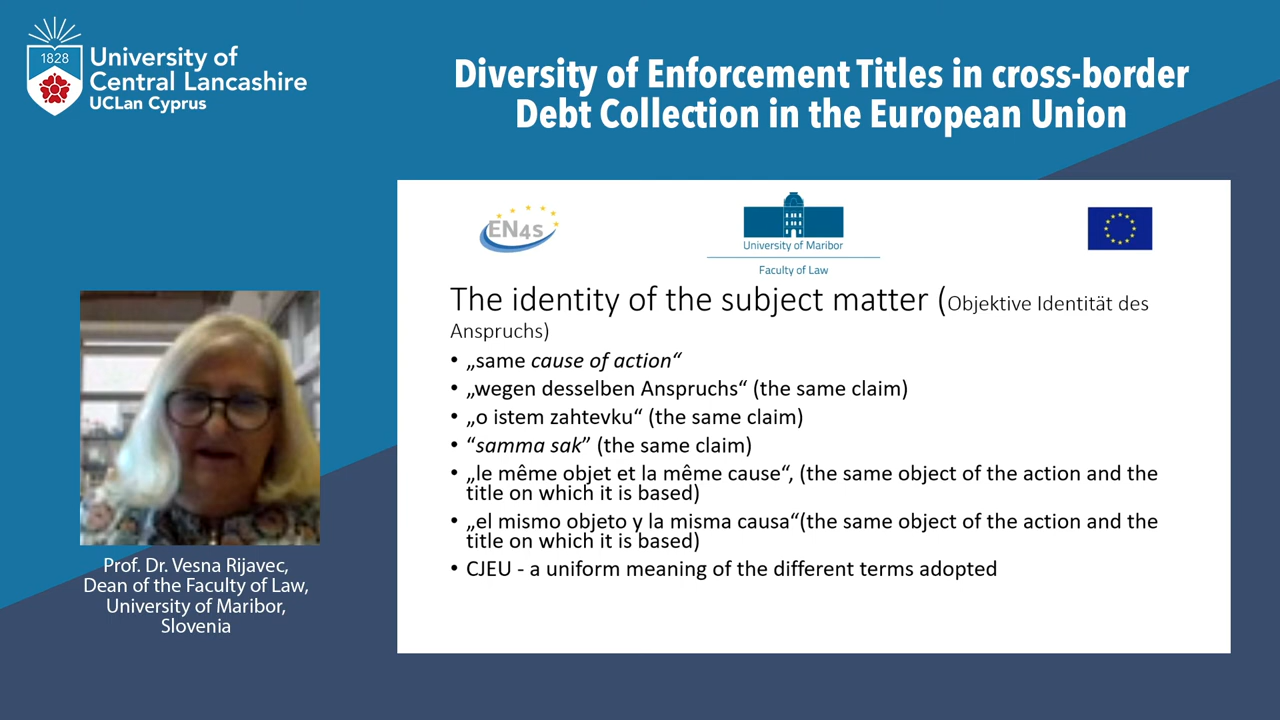 1828
University of
Central Lancashire
UCLan Cyprus
Diversity of Enforcement Titles in cross-border
Debt Collection in the European Union
EN4s
University of Maribor
Faculty of Law
The identity of the subject matter (Objektive Identität des
Anspruchs)
• „same cause of action“
• „wegen desselben Anspruchs“ (the same claim)
• „o istem zahtevku“ (the same claim)
• “samma sak” (the same claim)
• „le même objet et la même cause“, (the same object of the action and the
title on which it is based)
• „el mismo objeto y la misma causa“(the same object of the action and the
title on which it is based)
• CJEU - a uniform meaning of the different terms adopted
Prof. Dr. Vesna Rijavec,
Dean of the Faculty of Law,
University of Maribor,
Slovenia